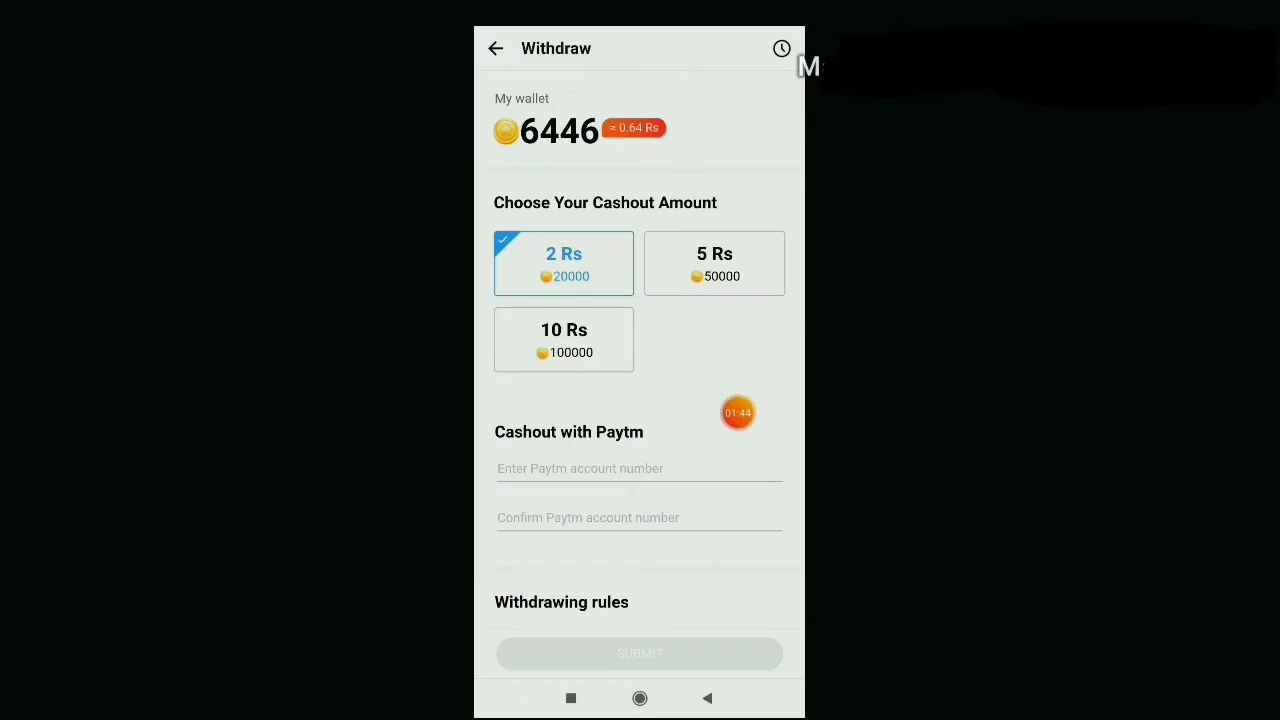 Withdraw
M
My wallet
6446 ≈ 0.64 Rs
Choose Your Cashout Amount
2 Rs
20000
5 Rs
50000
10 Rs
100000
01:44
Cashout with Paytm
Enter Paytm account number
Confirm Paytm account number
Withdrawing rules
SUBMIT